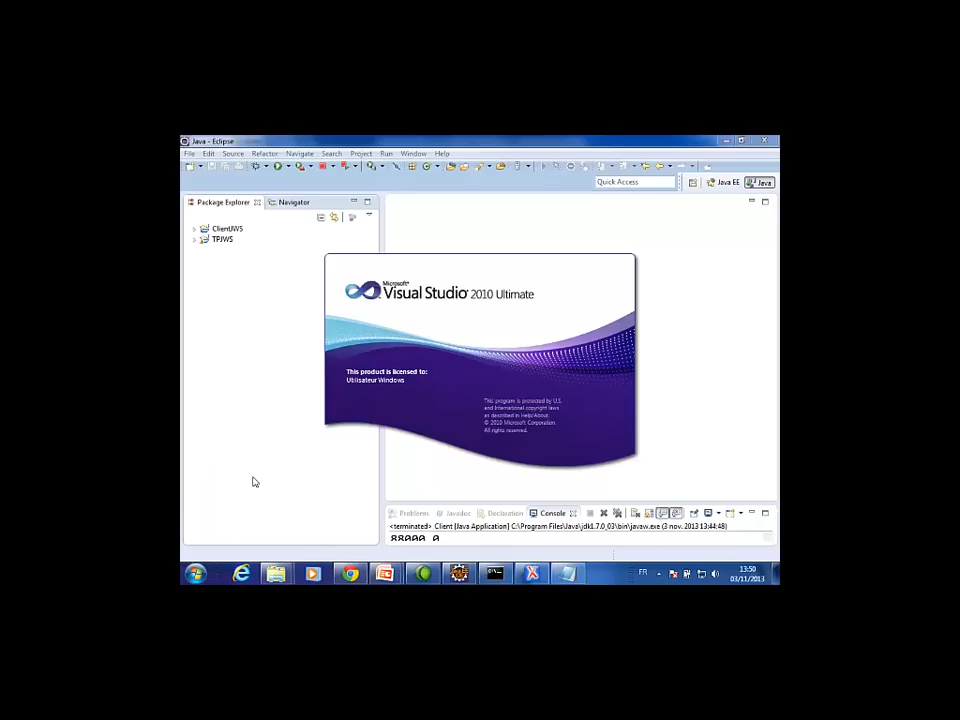 Java - Eclipse
File Edit Source Refactor Navigate Search Project Run Window Help
Quick Access
Java EE
Java
Package Explorer
Navigator
ClientJWS
TPJWS
Microsoft®
Visual Studio® 2010 Ultimate
This product is licensed to:
Utilisateur Windows
This program is protected by U.S.
and International copyright laws
as described in Help/About.
© 2010 Microsoft Corporation.
All rights reserved.
Problems Javadoc Declaration Console
<terminated> Client [Java Application] C:\Program Files\Java\jdk1.7.0_03\bin\javaw.exe (3 nov. 2013 13:44:48)
88000.0
FR
13:50
03/11/2013